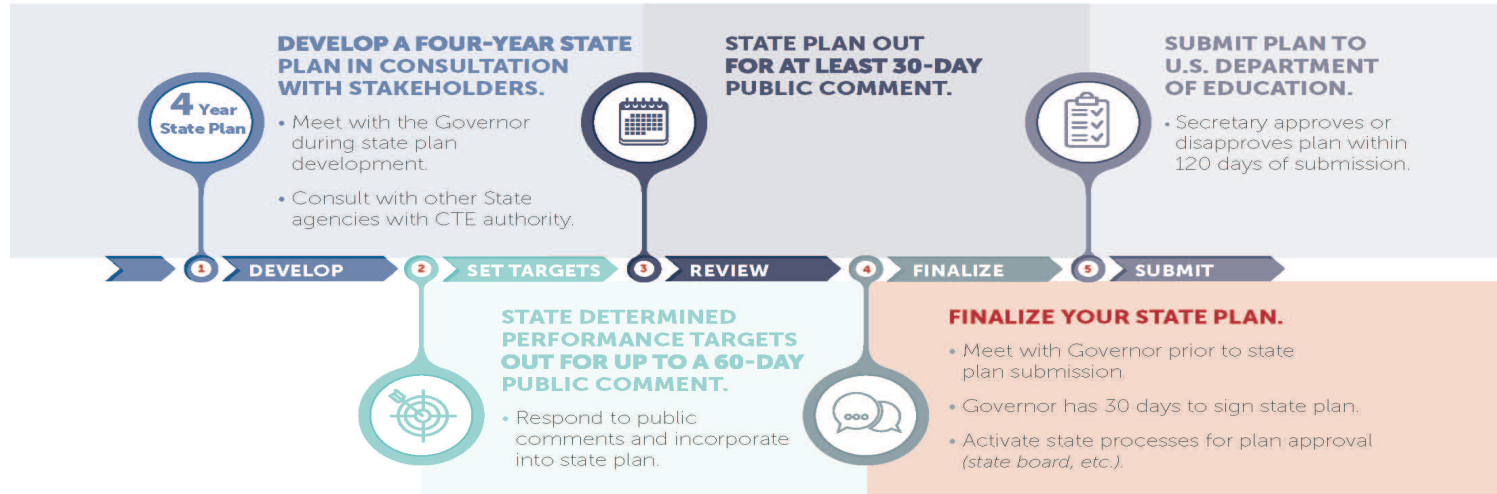 DEVELOP A FOUR-YEAR STATE
PLAN IN CONSULTATION
WITH STAKEHOLDERS.
• Meet with the Governor
during state plan
development.
• Consult with other State
agencies with CTE authority.
4 Year
State Plan
STATE PLAN OUT
FOR AT LEAST 30-DAY
PUBLIC COMMENT.
SUBMIT PLAN TO
U.S. DEPARTMENT
OF EDUCATION.
• Secretary approves or
disapproves plan within
120 days of submission.
1 DEVELOP 2 SET TARGETS 3 REVIEW 4 FINALIZE 5 SUBMIT
STATE DETERMINED
PERFORMANCE TARGETS
OUT FOR UP TO A 60-DAY
PUBLIC COMMENT.
• Respond to public
comments and incorporate
into state plan.
FINALIZE YOUR STATE PLAN.
• Meet with Governor prior to state
plan submission
• Governor has 30 days to sign state plan.
• Activate state processes for plan approval
(state board, etc.).